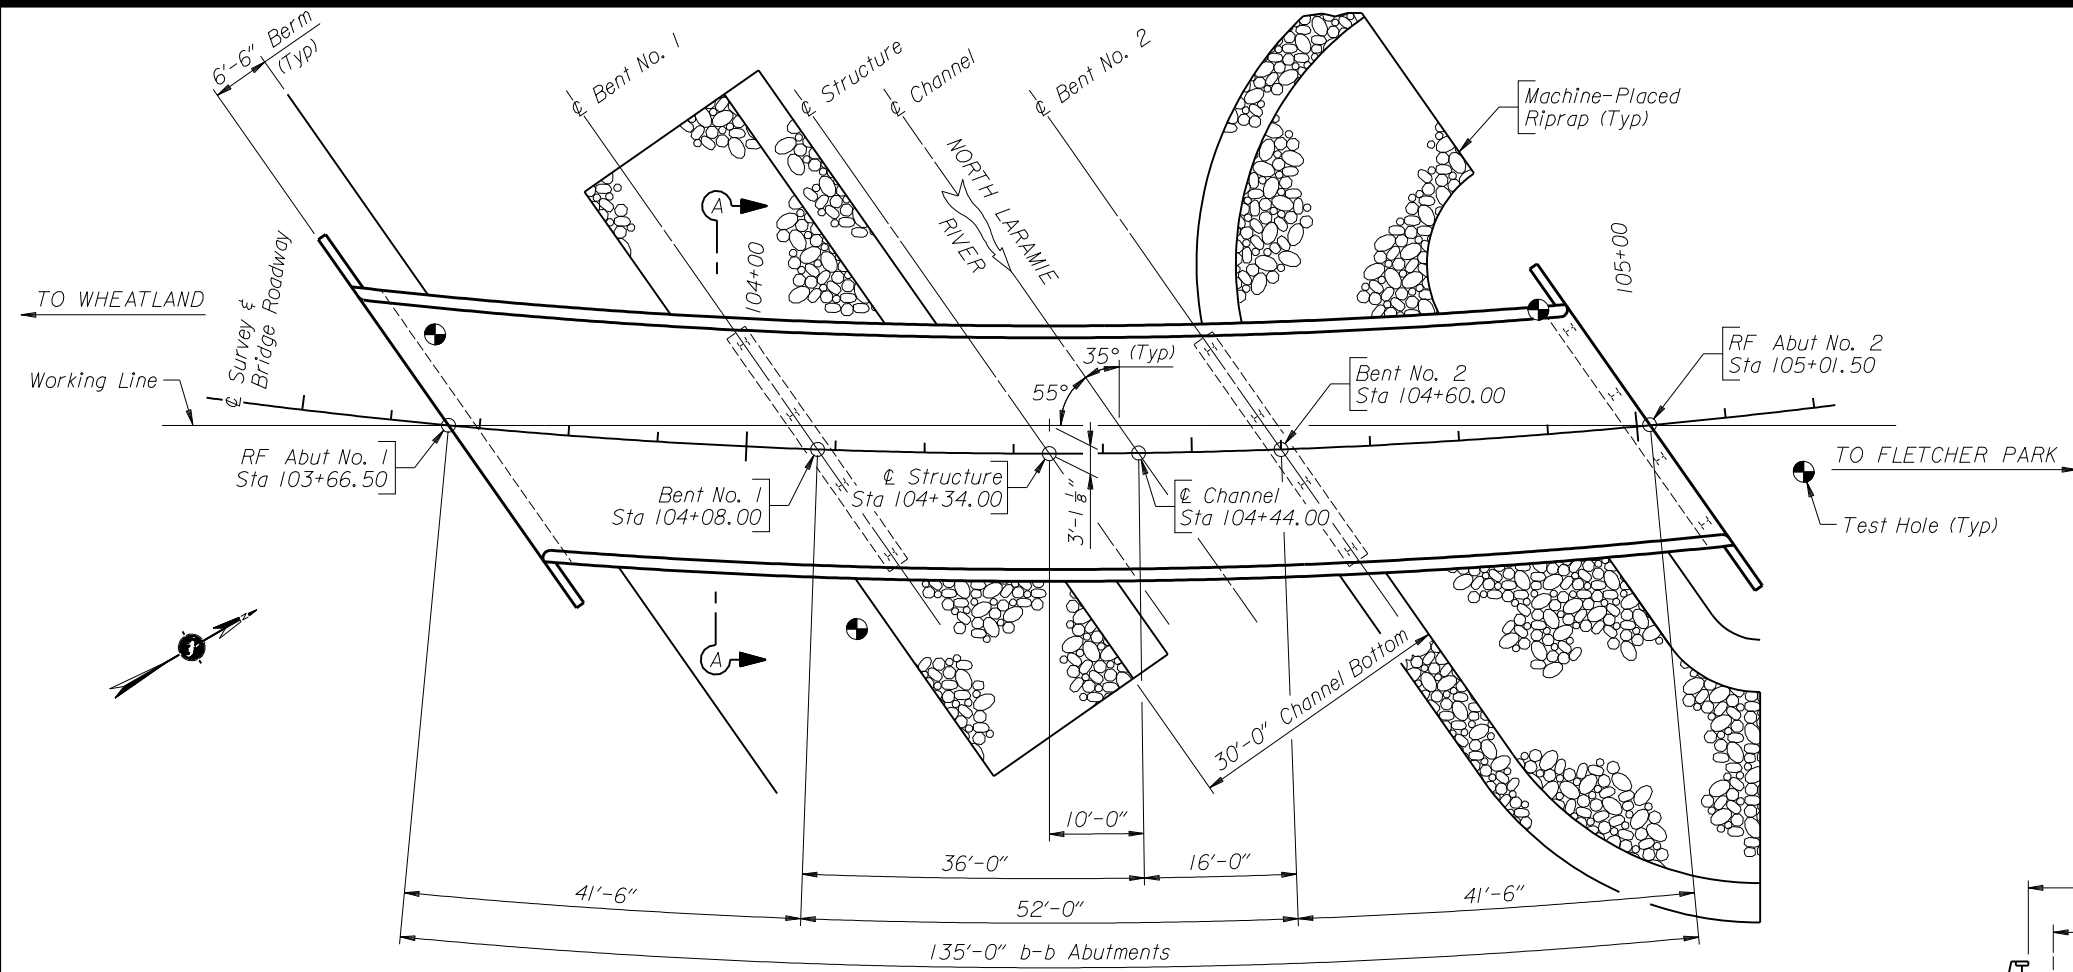 6'-6" Berm
(Typ)
℄ Bent No. 1
℄ Structure
℄ Channel
℄ Bent No. 2
Machine-Placed
Riprap (Typ)
NORTH LARAMIE
RIVER
A
104+00
105+00
TO WHEATLAND
℄ Survey &
Bridge Roadway
Working Line
35° (Typ)
55°
RF Abut No. 2
Sta 105+01.50
Bent No. 2
Sta 104+60.00
RF Abut No. 1
Sta 103+66.50
Bent No. 1
Sta 104+08.00
℄ Structure
Sta 104+34.00
3'-1 1/8"
℄ Channel
Sta 104+44.00
TO FLETCHER PARK
Test Hole (Typ)
A
30'-0" Channel Bottom
10'-0"
36'-0"
16'-0"
41'-6"
52'-0"
41'-6"
135'-0" b-b Abutments